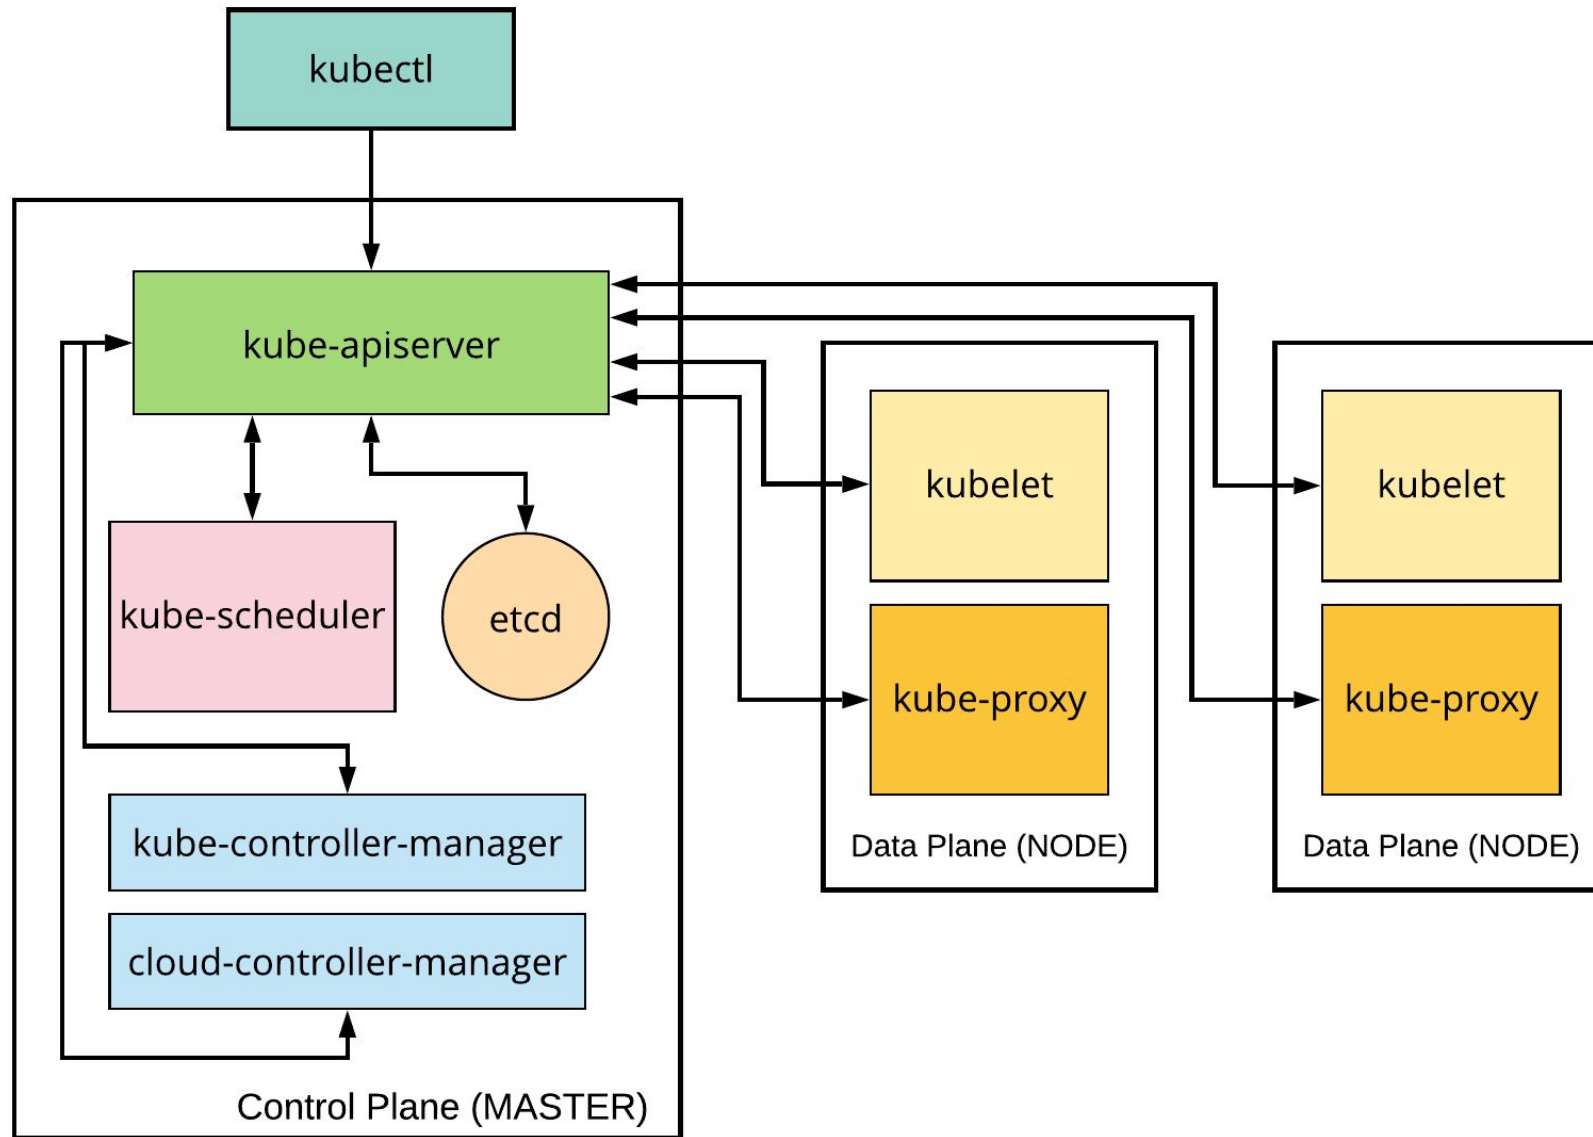 kubectl
kube-apiserver
kube-scheduler
etcd
kube-controller-manager
cloud-controller-manager
Control Plane (MASTER)
kubelet
kube-proxy
Data Plane (NODE)
kubelet
kube-proxy
Data Plane (NODE)